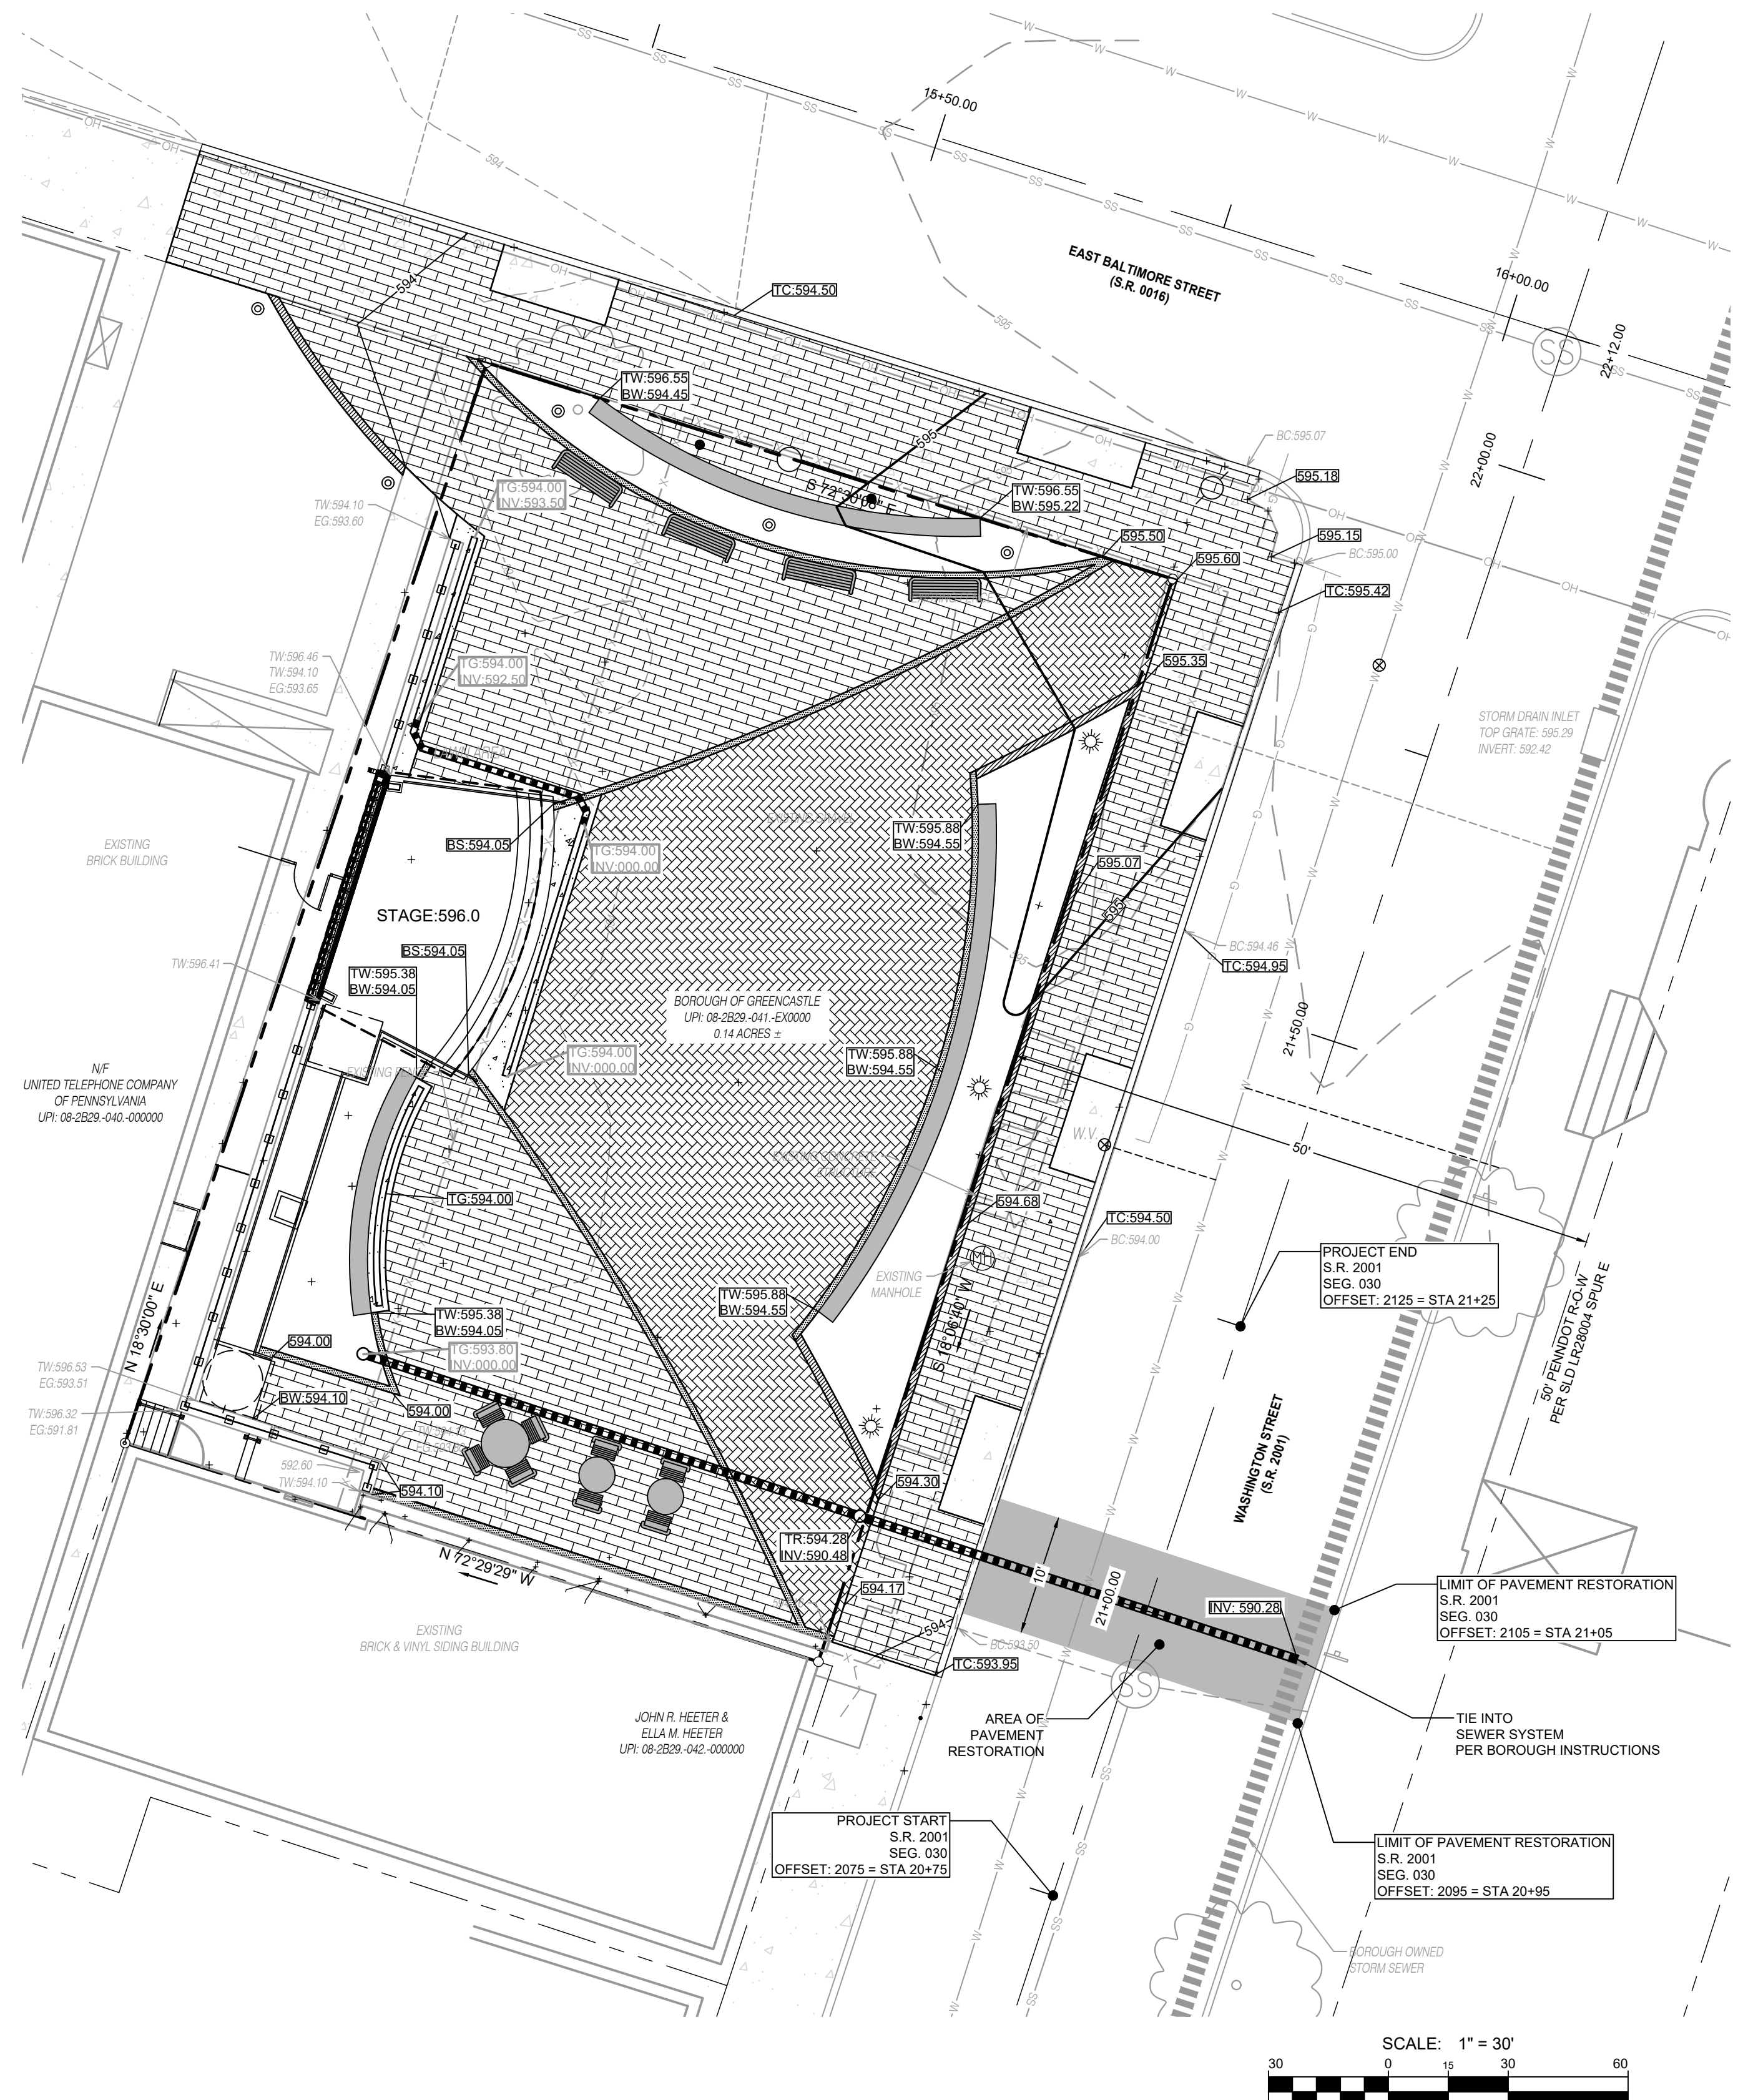 15+50.00
594
EAST BALTIMORE STREET
(S.R. 0016)
16+00.00
22+12.00
SS
594
TC:594.50
595
TW:596.55
BW:594.45
595
22+00.00
BC:595.07
595.18
TG:594.00
INV:593.50
S 72°30'08" E
TW:596.55
BW:595.22
TW:594.10
EG:593.60
595.50
595.15
BC:595.00
595.60
TC:595.42
TW:596.46
TW:594.10
EG:593.65
TG:594.00
INV:592.50
595.35
STORM DRAIN INLET
TOP GRATE: 595.29
INVERT: 592.42
EXISTING
BRICK BUILDING
BS:594.05
TG:594.00
INV:000.00
TW:595.88
BW:594.55
595.07
STAGE:596.0
595
BC:594.46
TC:594.95
TW:596.41
BS:594.05
TW:595.38
BW:594.05
BOROUGH OF GREENCASTLE
UPI: 08-2B29.-041.-EX0000
0.14 ACRES ±
21+50.00
TG:594.00
INV:000.00
TW:595.88
BW:594.55
N/F
UNITED TELEPHONE COMPANY
OF PENNSYLVANIA
UPI: 08-2B29.-040.-000000
W.V
50'
TG:594.00
594.68
TC:594.50
BC:594.00
MH
EXISTING
MANHOLE
PROJECT END
S.R. 2001
SEG. 030
OFFSET: 2125 = STA 21+25
50' PENNDOT R-O-W
PER SLD LR28004 SPUR E
TW:595.88
BW:594.55
S 18°06'40" W
N 18°30'00" E
TW:595.38
BW:594.05
594.00
TG:593.80
INV:000.00
TW:596.53
EG:593.51
BW:594.10
594.00
TW:596.32
EG:591.81
592.60
TW:594.10
594.10
594.30
WASHINGTON STREET
(S.R. 2001)
TR:594.28
INV:590.48
N 72°29'29" W
594.17
10'
21+00.00
INV: 590.28
LIMIT OF PAVEMENT RESTORATION
S.R. 2001
SEG. 030
OFFSET: 2105 = STA 21+05
EXISTING
BRICK & VINYL SIDING BUILDING
594
BC:593.50
TC:593.95
SS
JOHN R. HEETER &
ELLA M. HEETER
UPI: 08-2B29.-042.-000000
AREA OF
PAVEMENT
RESTORATION
TIE INTO
SEWER SYSTEM
PER BOROUGH INSTRUCTIONS
PROJECT START
S.R. 2001
SEG. 030
OFFSET: 2075 = STA 20+75
LIMIT OF PAVEMENT RESTORATION
S.R. 2001
SEG. 030
OFFSET: 2095 = STA 20+95
BOROUGH OWNED
STORM SEWER
SCALE: 1" = 30'
30 0 15 30 60